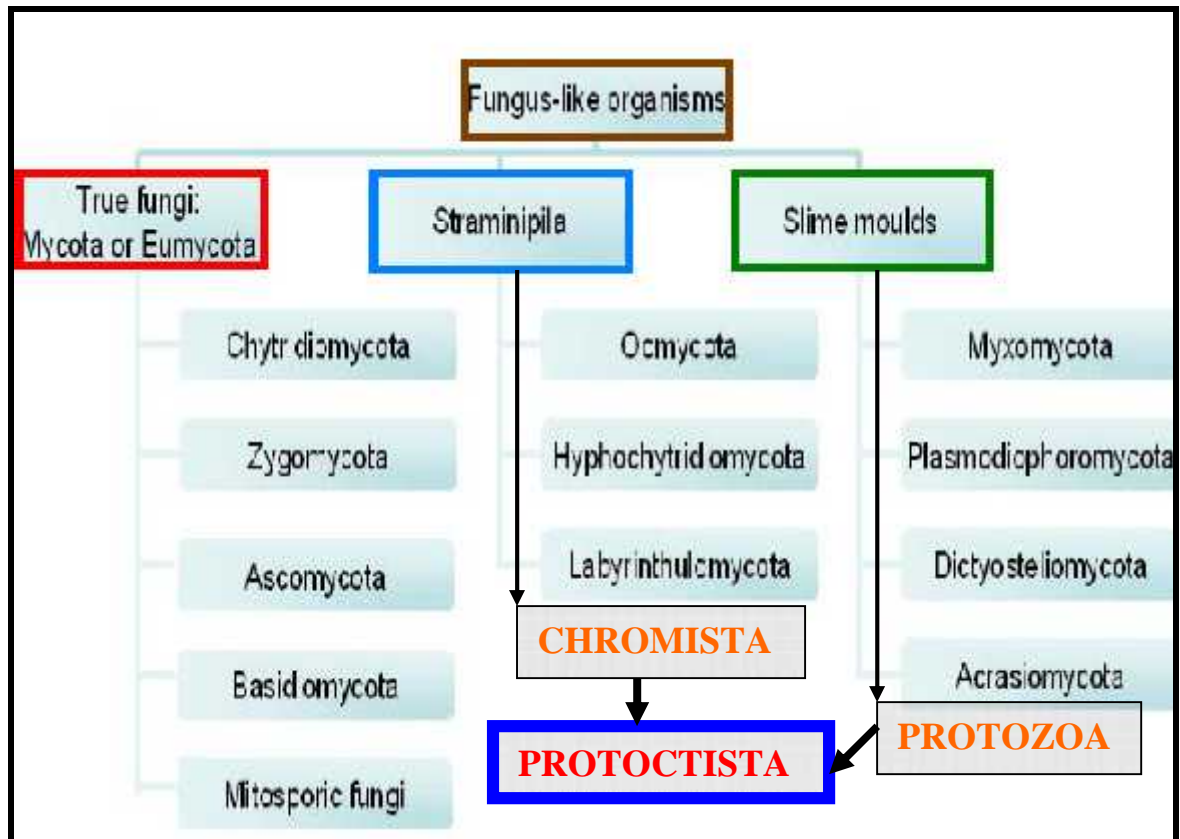 Fungus-like organisms
True fungi:
Mycota or Eumycota
Straminipila
Slime moulds
Chytridiomycota
Zygomycota
Ascomycota
Basidiomycota
Mitosporic fungi
Oomycota
Hyphochytridiomycota
Labyrinthulomycota
CHROMISTA
PROTOCTISTA
Myxomycota
Plasmodiophoromycota
Dictyosteliomycota
Acrasiomycota
PROTOZOA